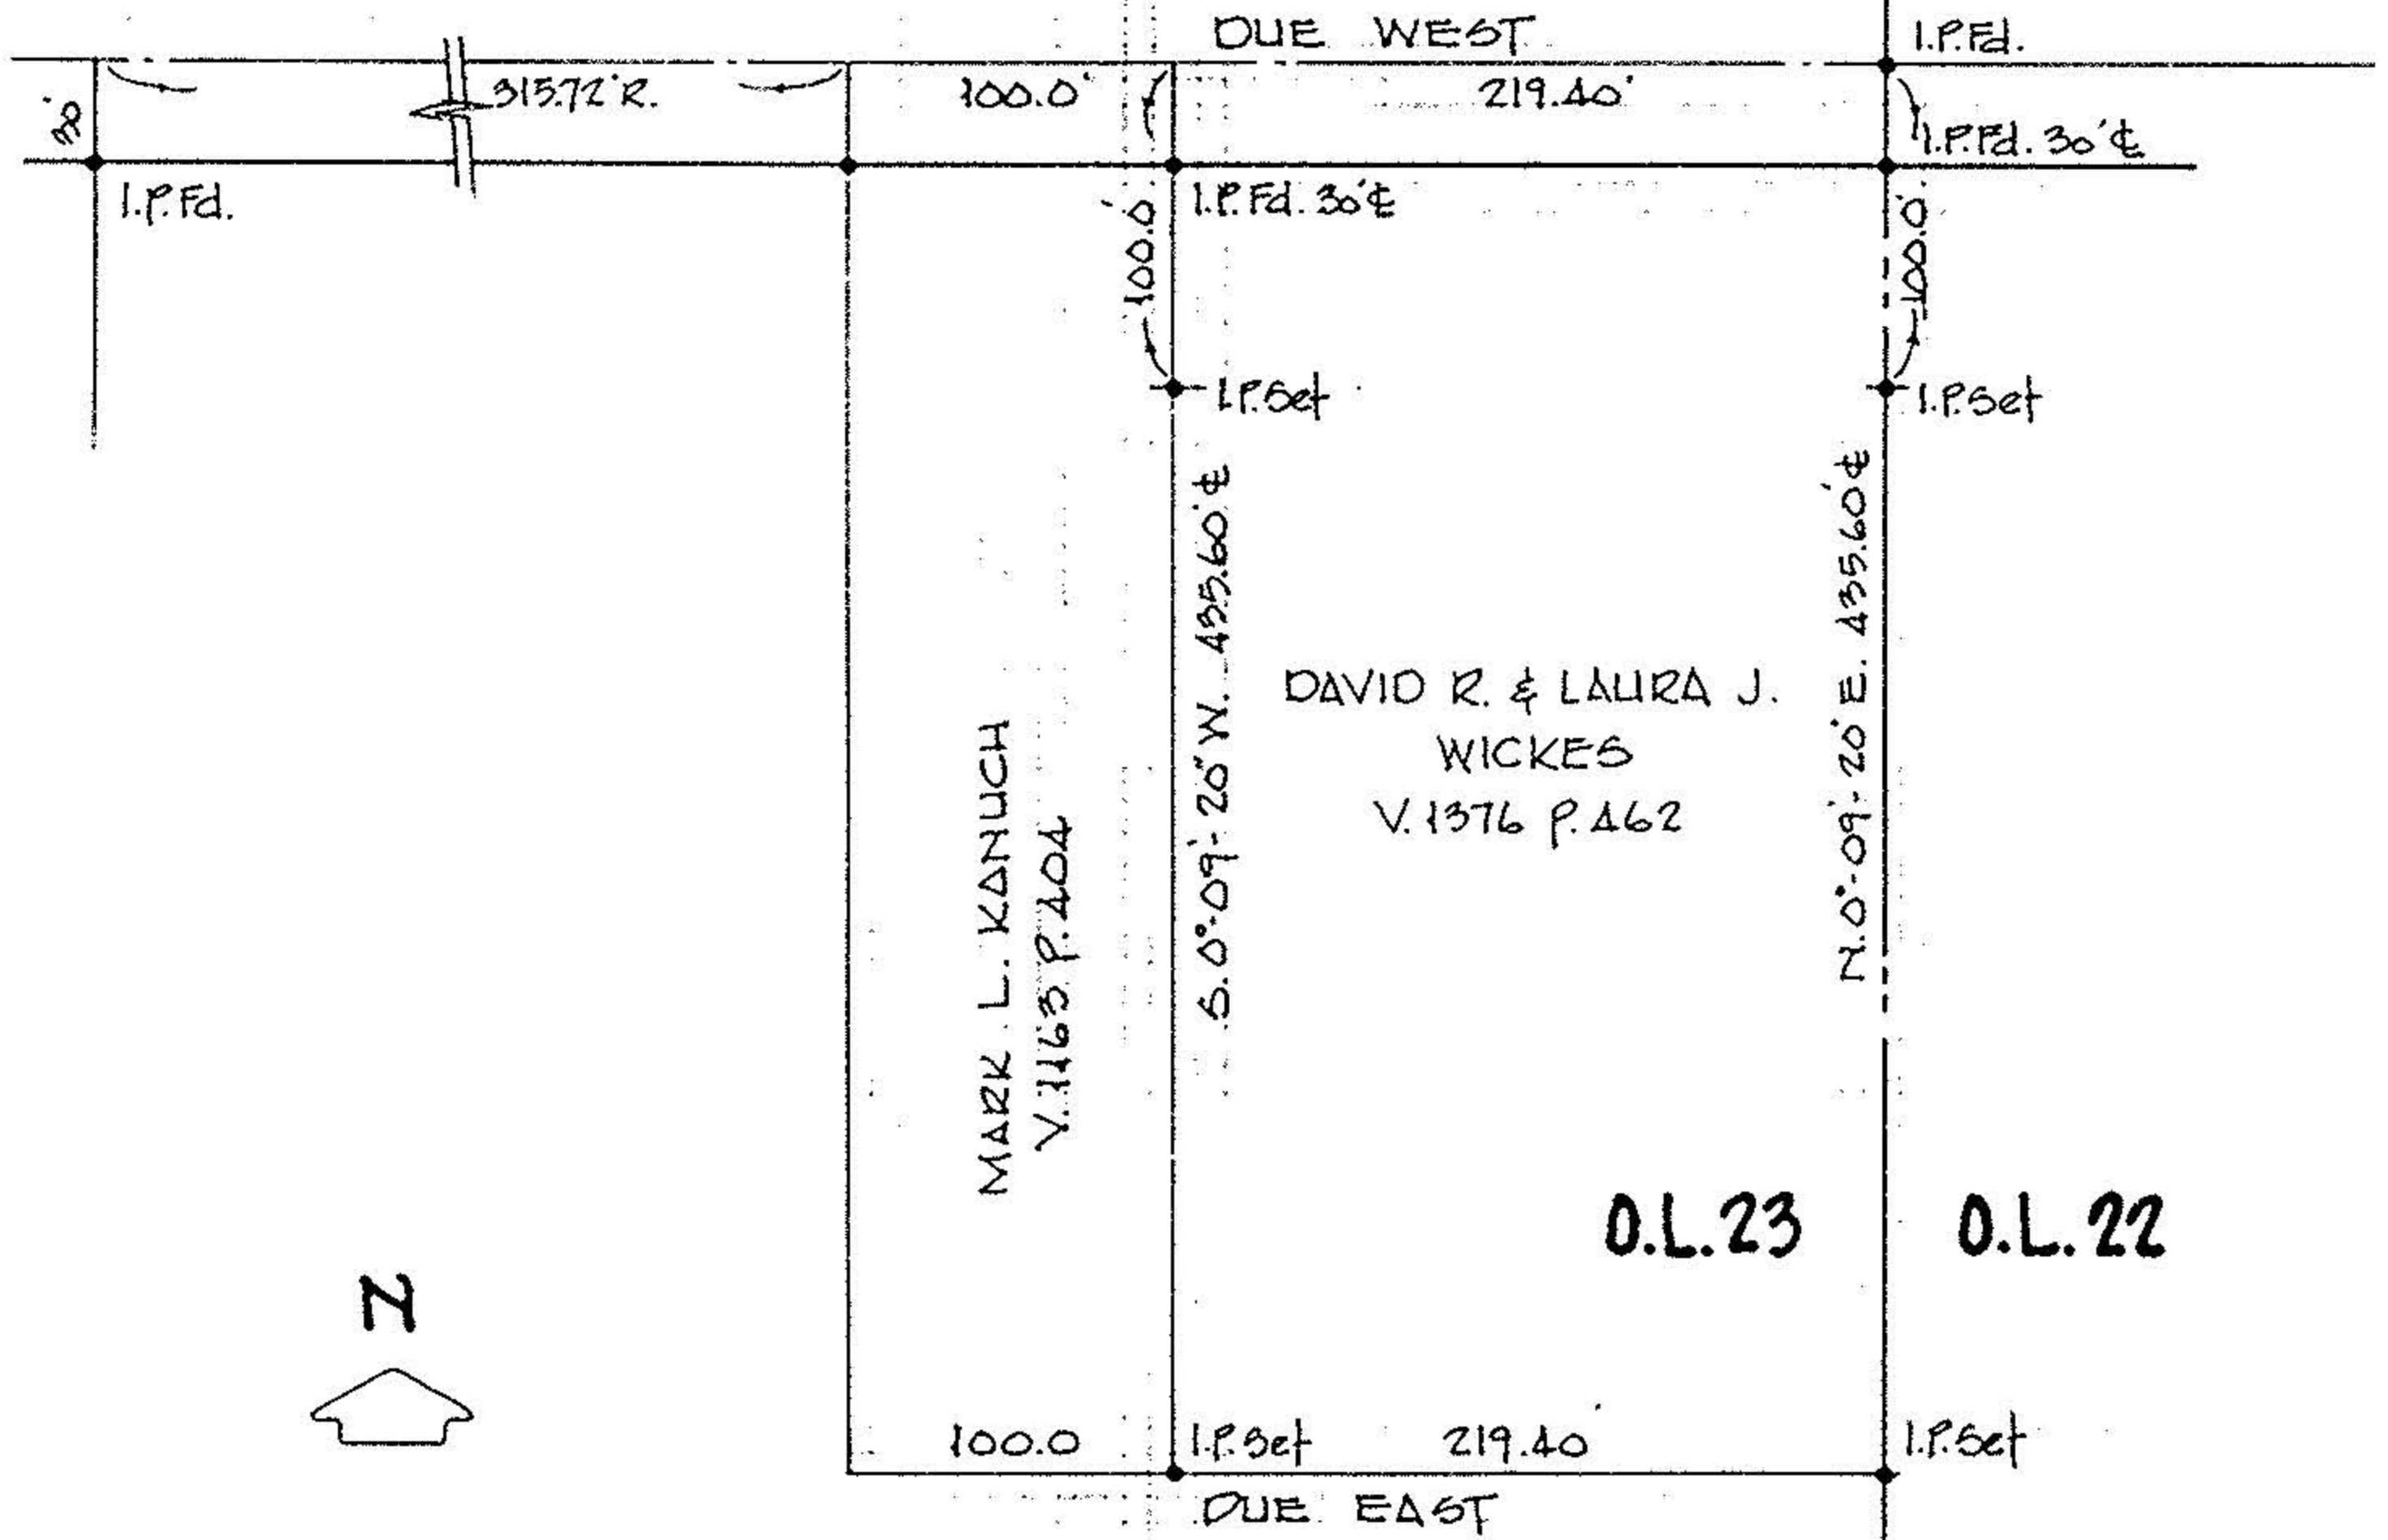 DUE WEST
I.P.Fd.
30'
315.72'R.
100.0'
219.40'
I.P.Fd. 30'℄
I.P.Fd.
I.P.Fd. 30'℄
100.0'
100.0'
I.P.Set
I.P.Set
S.0°-09'-20"W. 435.60'℄
N.0°-09'-20"E. 435.60'℄
DAVID R. & LAURA J.
WICKES
V.1376 P.462
MARK L. KANUCH
V.1163 P.404
O.L.23
O.L.22
N
100.0
I.P.Set
219.40'
I.P.Set
DUE EAST